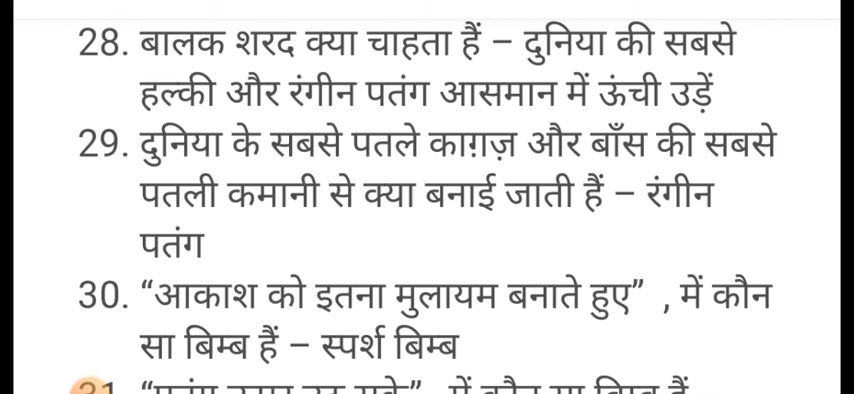 28. बालक शरद क्या चाहता हैं – दुनिया की सबसे
हल्की और रंगीन पतंग आसमान में ऊंची उड़ें
29. दुनिया के सबसे पतले काग़ज़ और बाँस की सबसे
पतली कमानी से क्या बनाई जाती हैं – रंगीन
पतंग
30. “आकाश को इतना मुलायम बनाते हुए” , में कौन
सा बिम्ब हैं – स्पर्श बिम्ब